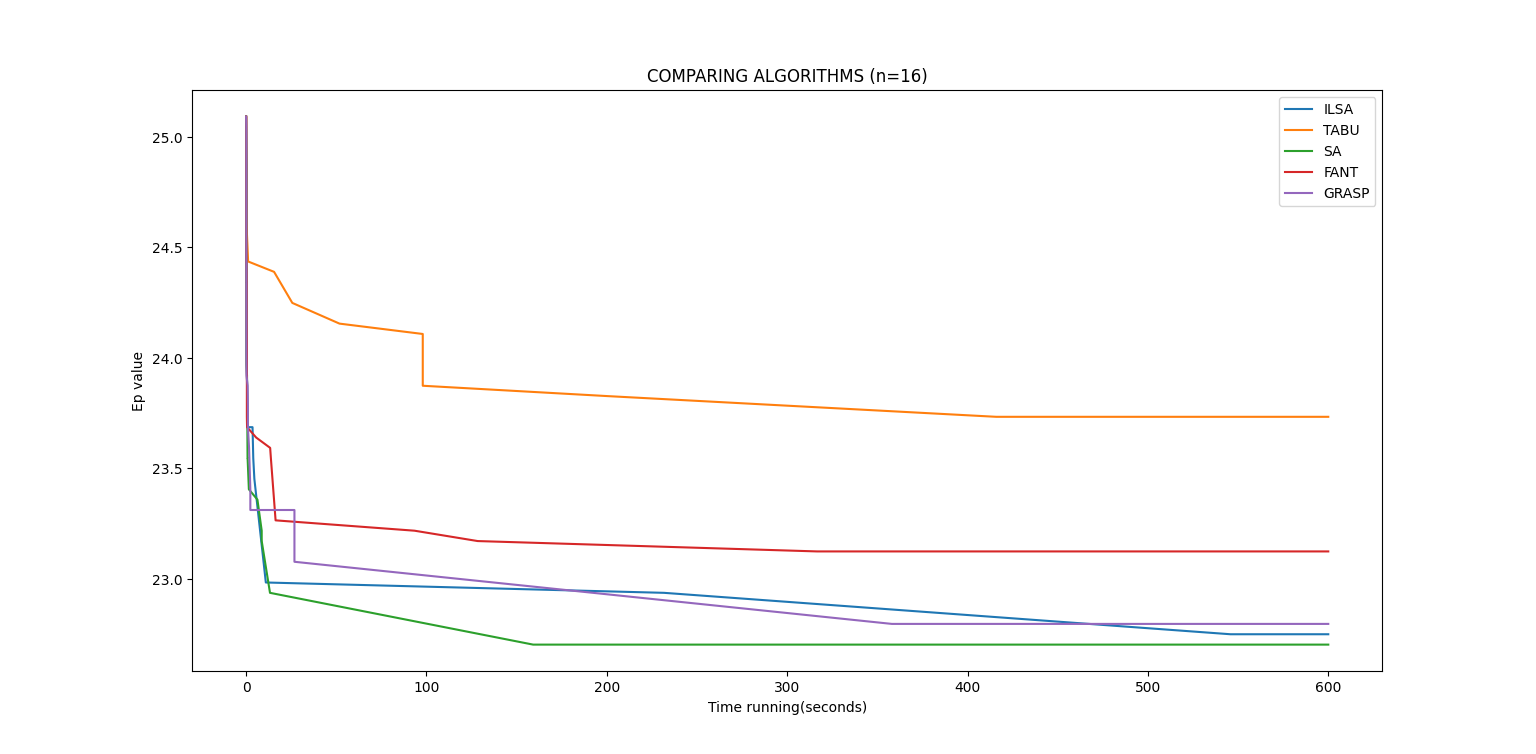 COMPARING ALGORITHMS (n=16)
ILSA
TABU
SA
FANT
GRASP
Ep value
25.0
24.5
24.0
23.5
23.0
0 100 200 300 400 500 600
Time running(seconds)